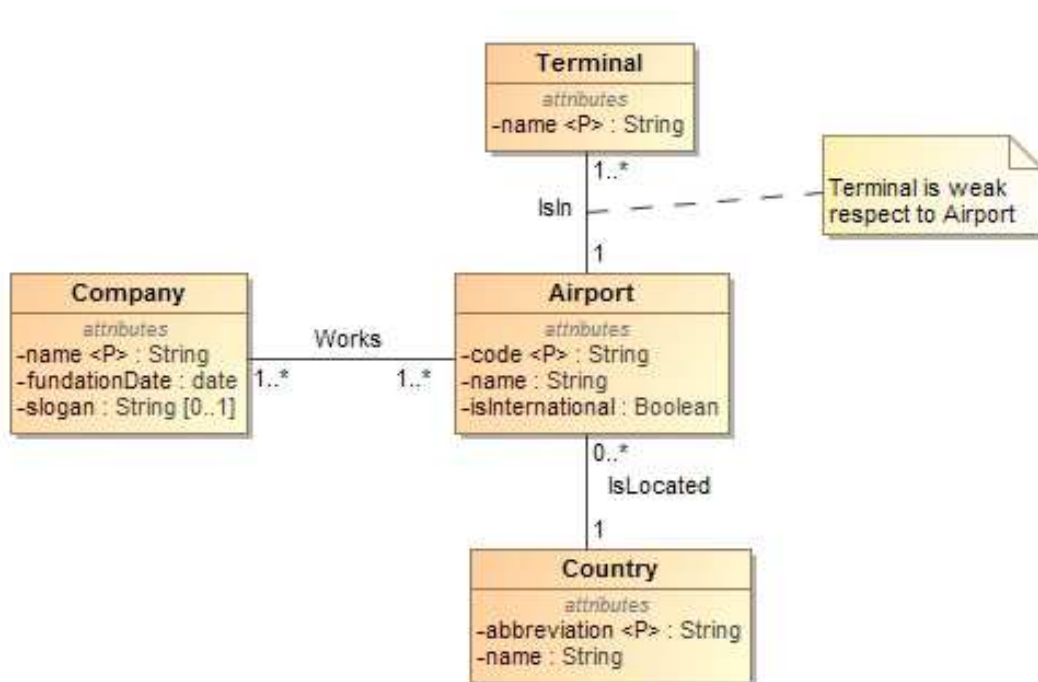 Terminal
attributes
-name <P> : String
1..*
IsIn
Terminal is weak
respect to Airport
1
Company
attributes
-name <P> : String
-fundationDate : date
-slogan : String [0..1]
Works
1..*
1..*
Airport
attributes
-code <P> : String
-name : String
-isInternational : Boolean
0..*
IsLocated
1
Country
attributes
-abbreviation <P> : String
-name : String